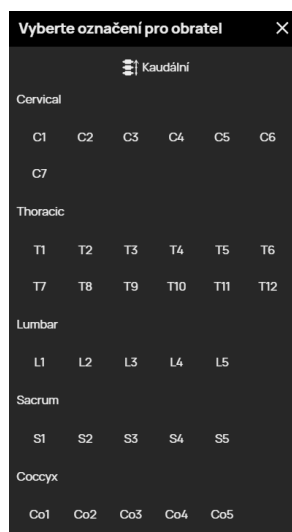 Vyberte označení pro obratel
Kaudální
Cervical
C1 C2 C3 C4 C5 C6
C7
Thoracic
T1 T2 T3 T4 T5 T6
T7 T8 T9 T10 T11 T12
Lumbar
L1 L2 L3 L4 L5
Sacrum
S1 S2 S3 S4 S5
Coccyx
Co1 Co2 Co3 Co4 Co5